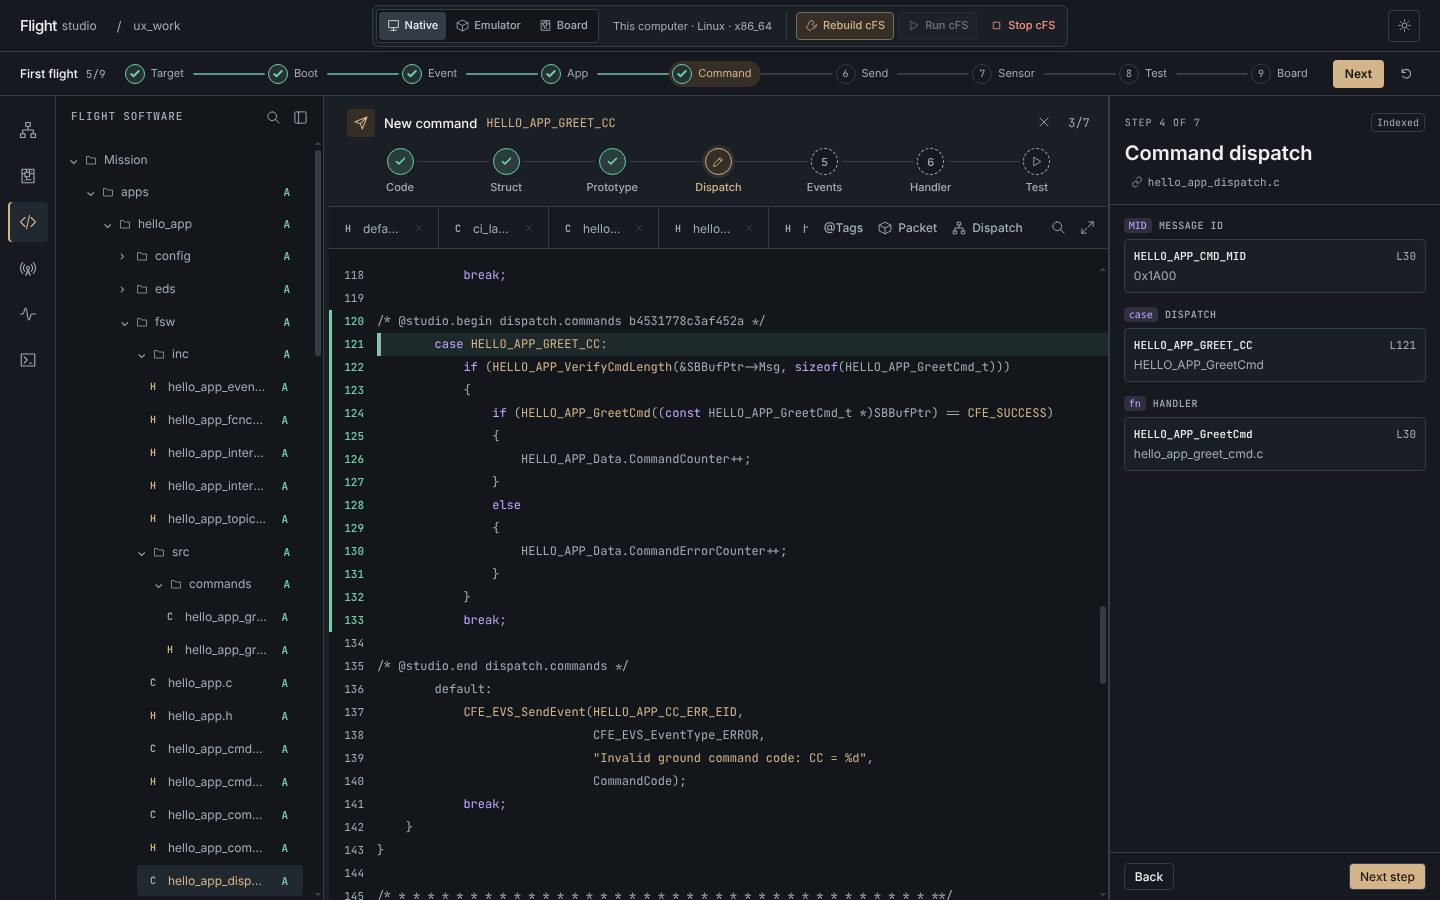 Flight studio / ux_work
Native Emulator Board This computer · Linux · x86_64 Rebuild cFS Run cFS Stop cFS
First flight 5/9 Target Boot Event App Command 6 Send 7 Sensor 8 Test 9 Board Next
FLIGHT SOFTWARE
Mission
apps A
hello_app A
config A
eds A
fsw A
inc A
H hello_app_even... A
H hello_app_fcnc... A
H hello_app_inter... A
H hello_app_inter... A
H hello_app_topic... A
src A
commands A
C hello_app_gr... A
H hello_app_gr... A
C hello_app.c A
H hello_app.h A
C hello_app_cmd... A
H hello_app_cmd... A
C hello_app_com... A
H hello_app_com... A
C hello_app_disp... A
New command HELLO_APP_GREET_CC 3/7
Code Struct Prototype Dispatch 5 Events 6 Handler Test
H defa... C ci_la... C hello... H hello... H @Tags Packet Dispatch
118 break;
119
120 /* @studio.begin dispatch.commands b4531778c3af452a */
121 case HELLO_APP_GREET_CC:
122 if (HELLO_APP_VerifyCmdLength(&SBBufPtr->Msg, sizeof(HELLO_APP_GreetCmd_t)))
123 {
124 if (HELLO_APP_GreetCmd((const HELLO_APP_GreetCmd_t *)SBBufPtr) == CFE_SUCCESS)
125 {
126 HELLO_APP_Data.CommandCounter++;
127 }
128 else
129 {
130 HELLO_APP_Data.CommandErrorCounter++;
131 }
132 }
133 break;
134
135 /* @studio.end dispatch.commands */
136 default:
137 CFE_EVS_SendEvent(HELLO_APP_CC_ERR_EID,
138 CFE_EVS_EventType_ERROR,
139 "Invalid ground command code: CC = %d",
140 CommandCode);
141 break;
142 }
143 }
144
145 /* * * * * * * * * * * * * * * * * * * * * * * * * * * * * * * * * * * * * * **/
STEP 4 OF 7 Indexed
Command dispatch
hello_app_dispatch.c
MID MESSAGE ID
HELLO_APP_CMD_MID L30
0x1A00
case DISPATCH
HELLO_APP_GREET_CC L121
HELLO_APP_GreetCmd
fn HANDLER
HELLO_APP_GreetCmd L30
hello_app_greet_cmd.c
Back Next step